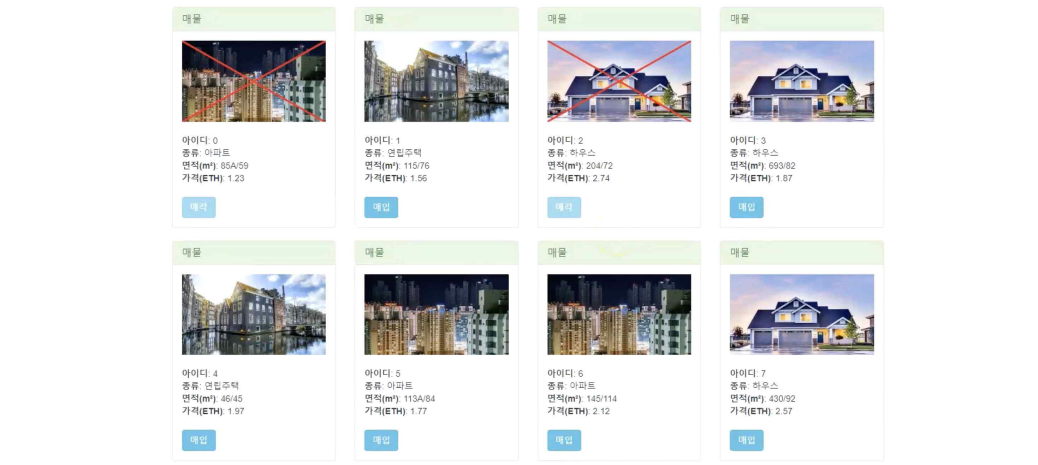 매물
아이디: 0
종류: 아파트
면적(m²): 85A/59
가격(ETH): 1.23
매각
매물
아이디: 1
종류: 연립주택
면적(m²): 115/76
가격(ETH): 1.56
매입
매물
아이디: 2
종류: 하우스
면적(m²): 204/72
가격(ETH): 2.74
매각
매물
아이디: 3
종류: 하우스
면적(m²): 693/82
가격(ETH): 1.87
매입
매물
아이디: 4
종류: 연립주택
면적(m²): 46/45
가격(ETH): 1.97
매입
매물
아이디: 5
종류: 아파트
면적(m²): 113A/84
가격(ETH): 1.77
매입
매물
아이디: 6
종류: 아파트
면적(m²): 145/114
가격(ETH): 2.12
매입
매물
아이디: 7
종류: 하우스
면적(m²): 430/92
가격(ETH): 2.57
매입